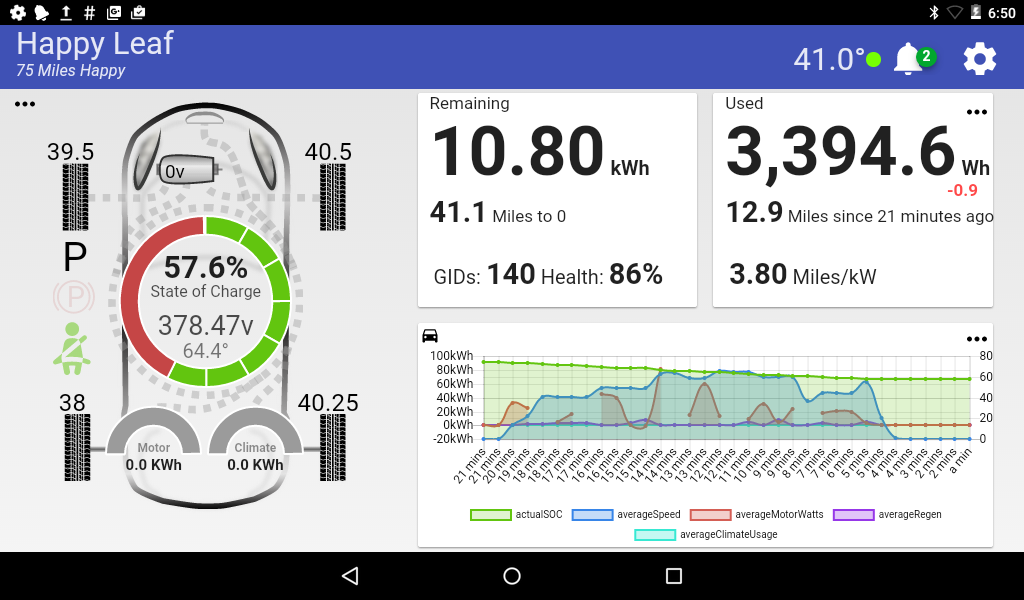 6:50
Happy Leaf
75 Miles Happy
41.0°
2
39.5
40.5
0v
P
(P)
57.6%
State of Charge
378.47v
64.4°
38
40.25
Motor
0.0 KWh
Climate
0.0 KWh
Remaining
10.80 kWh
41.1 Miles to 0
GIDs: 140 Health: 86%
Used
3,394.6 Wh
-0.9
12.9 Miles since 21 minutes ago
3.80 Miles/kW
100kWh
80kWh
60kWh
40kWh
20kWh
0kWh
-20kWh
80
60
40
20
0
21 mins
21 mins
20 mins
19 mins
18 mins
18 mins
17 mins
17 mins
16 mins
16 mins
15 mins
15 mins
14 mins
14 mins
13 mins
13 mins
12 mins
12 mins
11 mins
10 mins
9 mins
9 mins
8 mins
7 mins
7 mins
6 mins
5 mins
5 mins
4 mins
4 mins
3 mins
2 mins
2 mins
a min
actualSOC
averageSpeed
averageMotorWatts
averageRegen
averageClimateUsage